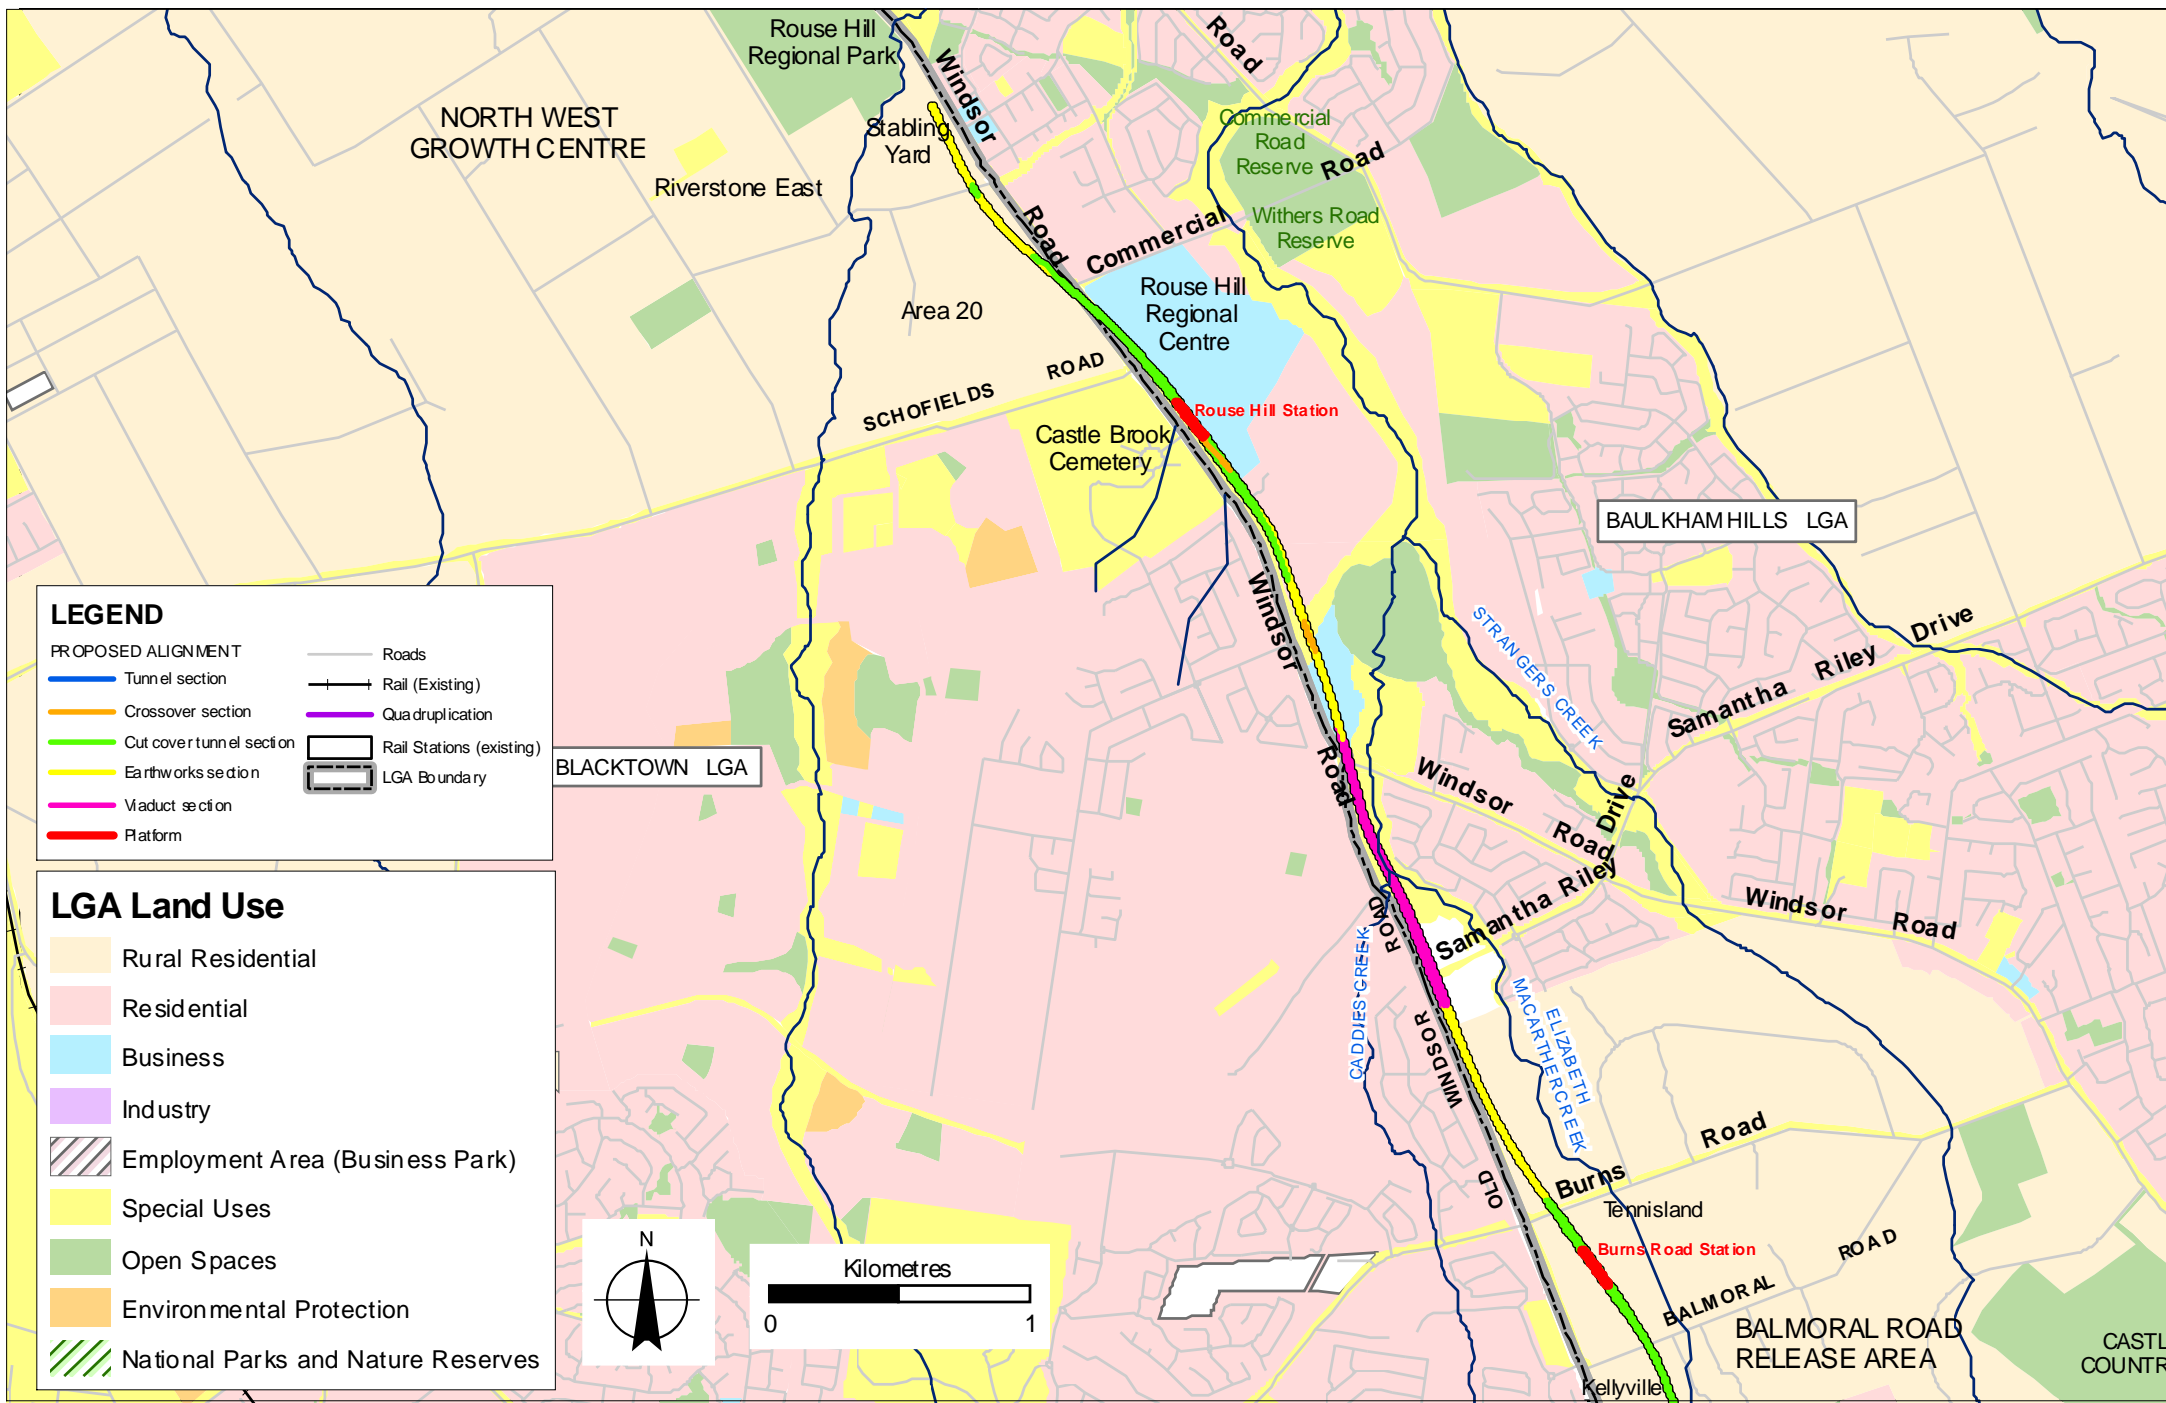 Rouse Hill
Regional Park
Windsor
Road
NORTH WEST
GROWTH CENTRE
Stabling
Yard
Riverstone East
Commercial
Road
Reserve
Road
Withers Road
Reserve
Road
Commercial
Rouse Hill
Regional
Centre
Area 20
SCHOFIELDS ROAD
Rouse Hill Station
Castle Brook
Cemetery
BAULKHAM HILLS LGA
Windsor
Road
STRANGERS CREEK
Samantha Riley Drive
BLACKTOWN LGA
Windsor Road
Drive
Samantha Riley
Windsor Road
CADDIES CREEK
OLD WINDSOR ROAD
ELIZABETH
MACARTHER CREEK
Burns Road
Tennisland
Burns Road Station
BALMORAL ROAD
BALMORAL ROAD
RELEASE AREA
CASTL
COUNTR
Kellyville
LEGEND
PROPOSED ALIGNMENT
Tunnel section
Crossover section
Cut cover tunnel section
Earthworks section
Viaduct section
Platform
Roads
Rail (Existing)
Quadruplication
Rail Stations (existing)
LGA Boundary
LGA Land Use
Rural Residential
Residential
Business
Industry
Employment Area (Business Park)
Special Uses
Open Spaces
Environmental Protection
National Parks and Nature Reserves
N
Kilometres
0 1